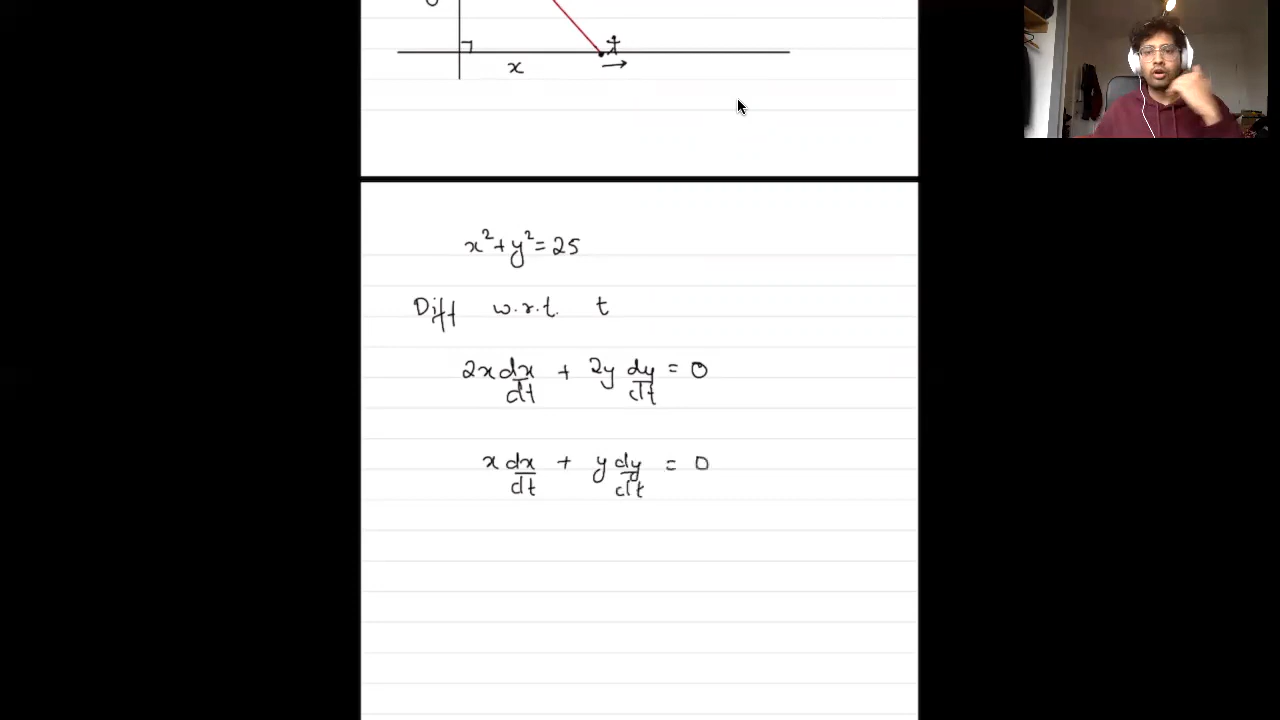 x
x² + y² = 25
Diff w.r.t. t
2x dx/dt + 2y dy/dt = 0
x dx/dt + y dy/dt = 0